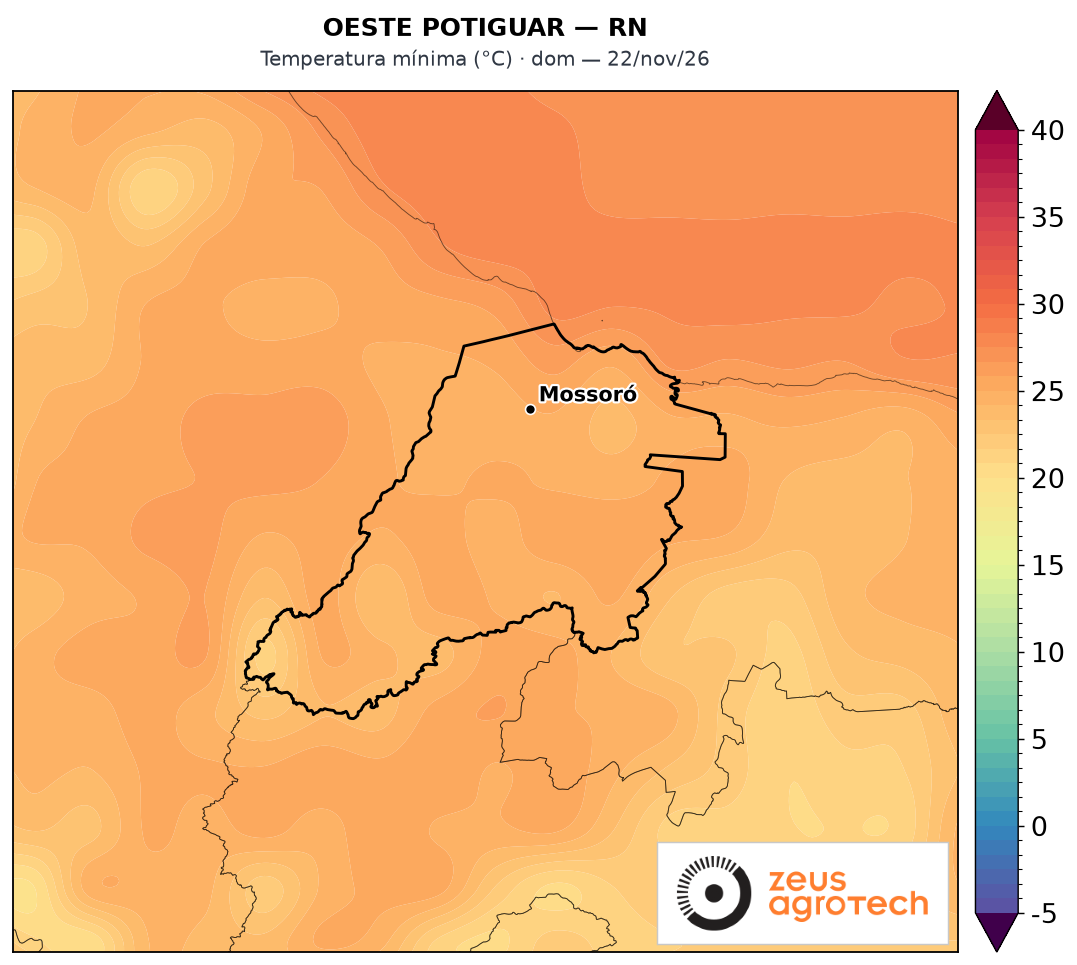 OESTE POTIGUAR — RN
Temperatura mínima (°C) · dom — 22/nov/26
Mossoró
40
35
30
25
20
15
10
5
0
-5
zeus
agrotech